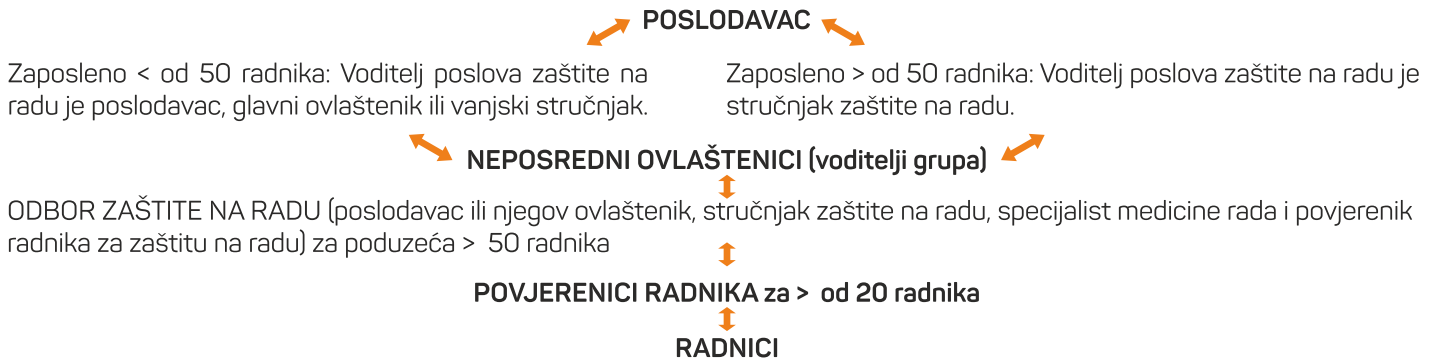 POSLODAVAC
Zaposleno < od 50 radnika: Voditelj poslova zaštite na
radu je poslodavac, glavni ovlaštenik ili vanjski stručnjak.
Zaposleno > od 50 radnika: Voditelj poslova zaštite na radu je
stručnjak zaštite na radu.
NEPOSREDNI OVLAŠTENICI (voditelji grupa)
ODBOR ZAŠTITE NA RADU (poslodavac ili njegov ovlaštenik, stručnjak zaštite na radu, specijalist medicine rada i povjerenik
radnika za zaštitu na radu) za poduzeća > 50 radnika
POVJERENICI RADNIKA za > od 20 radnika
RADNICI